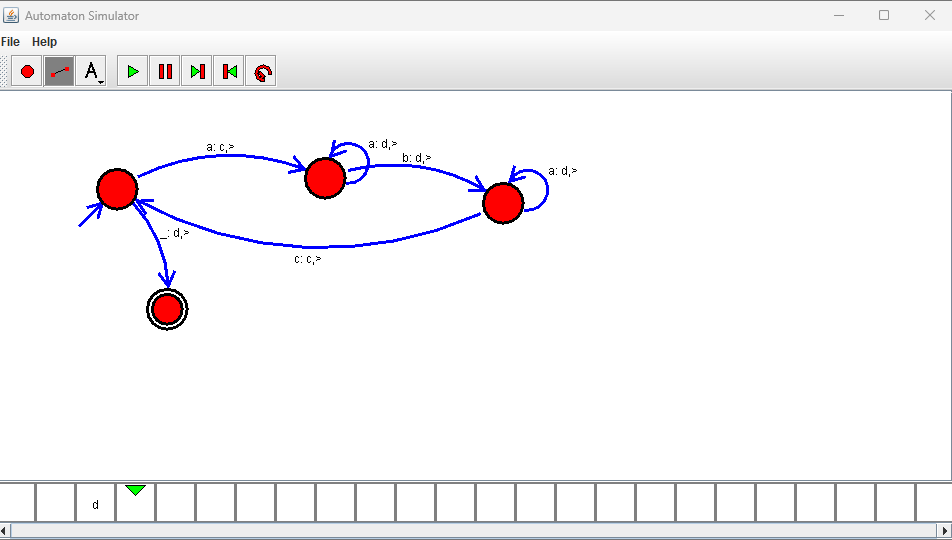 Automaton Simulator
File Help
A
a: c,>
a: d,>
b: d,>
a: d,>
_: d,>
c: c,>
d